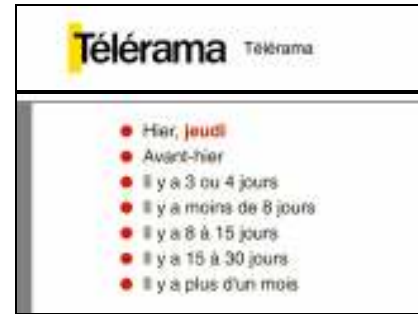 Télérama Télérama
Hier, jeudi
Avant-hier
Il y a 3 ou 4 jours
Il y a moins de 8 jours
Il y a 8 à 15 jours
Il y a 15 à 30 jours
Il y a plus d'un mois